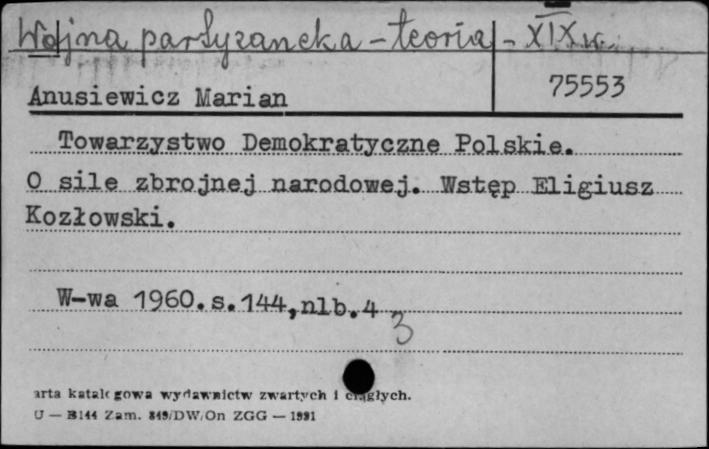 Wojna partyzancka - teoria - XIX w.
75553
Anusiewicz Marian
Towarzystwo Demokratyczne Polskie.
O sile zbrojnej narodowej. Wstęp Eligiusz
Kozłowski.
W-wa 1960.s.144,nlb.4
3
arta katalogowa wydawnictw zwartych i ciągłych.
U — B144 Zam. 849/DW/On ZGG — 1991